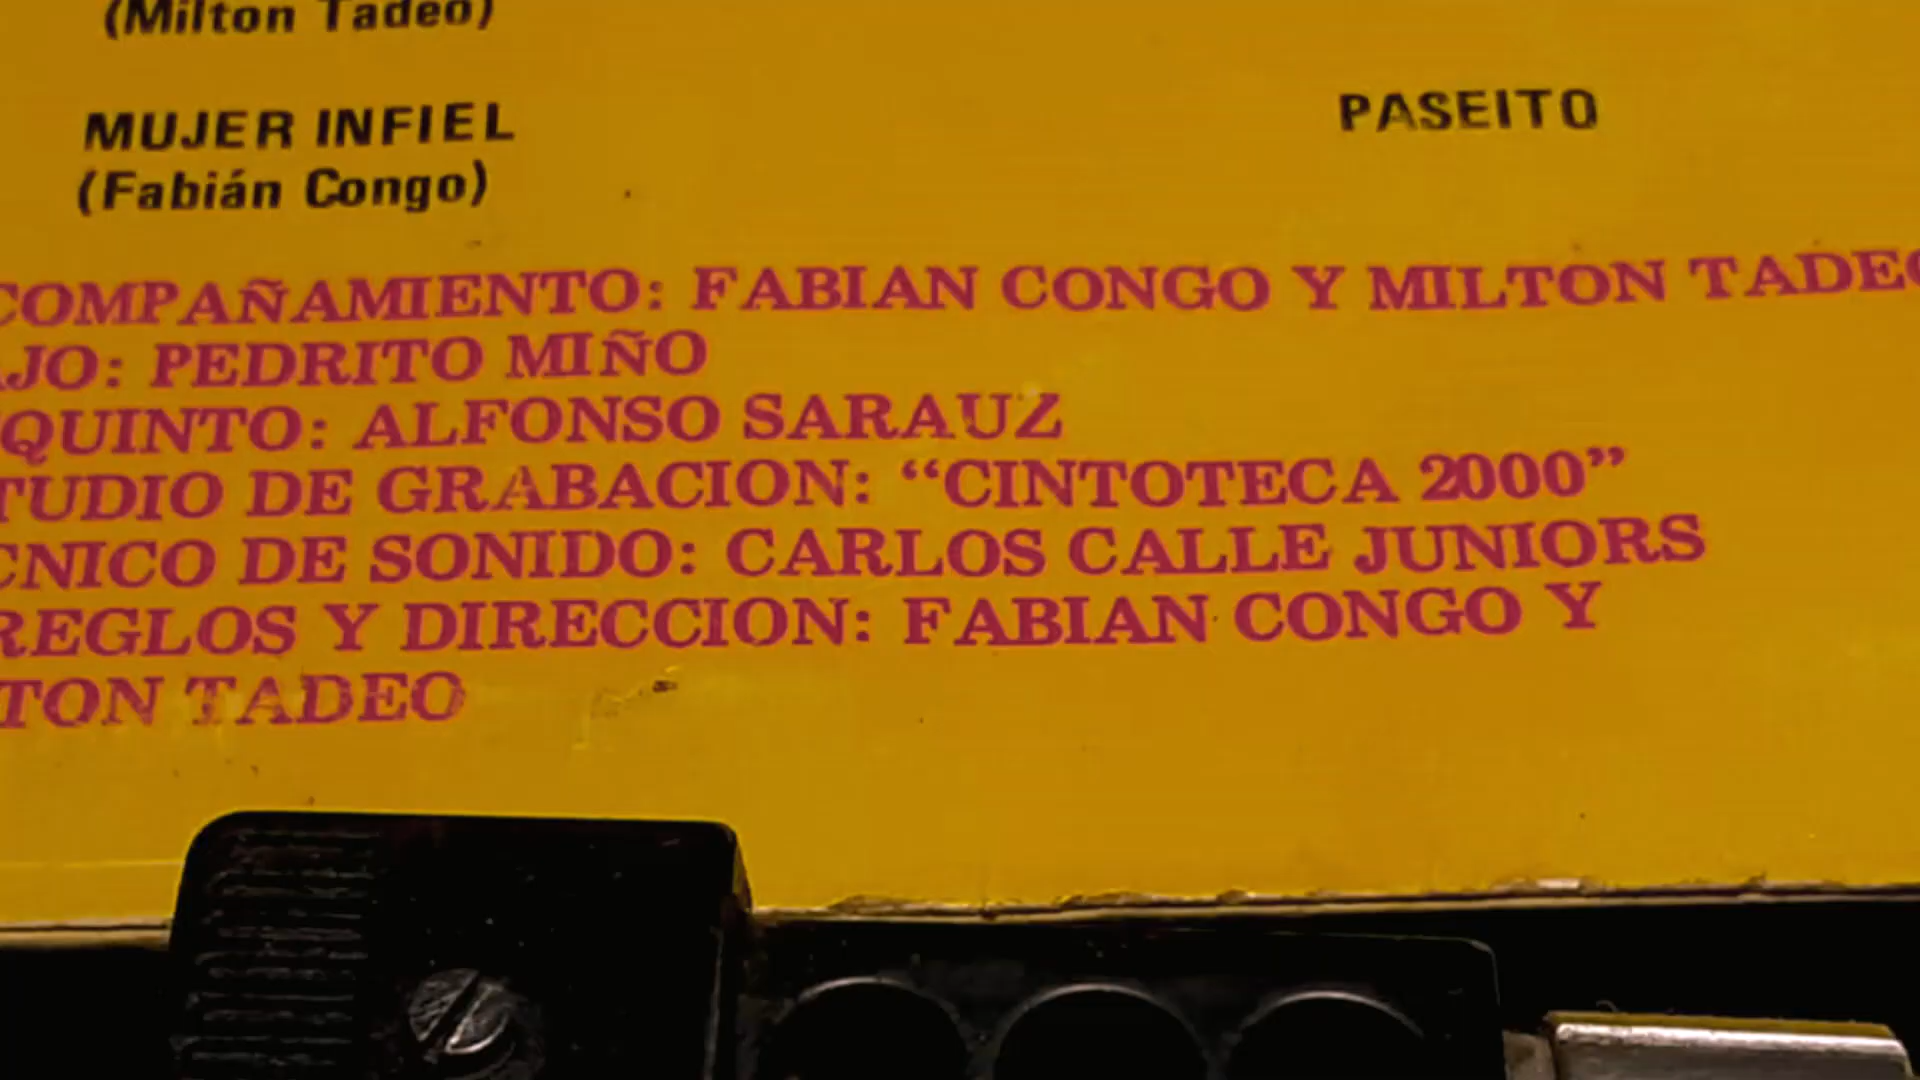 (Milton Tadeo)
MUJER INFIEL PASEITO
(Fabián Congo)
COMPAÑAMIENTO: FABIAN CONGO Y MILTON TADEO
AJO: PEDRITO MIÑO
QUINTO: ALFONSO SARAUZ
TUDIO DE GRABACION: “CINTOTECA 2000”
CNICO DE SONIDO: CARLOS CALLE JUNIORS
REGLOS Y DIRECCION: FABIAN CONGO Y
TON TADEO